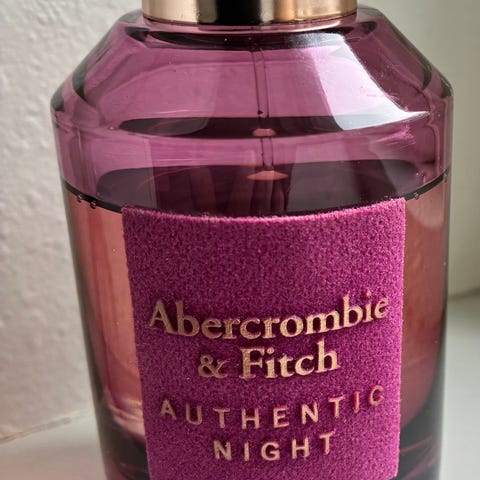 Abercrombie
& Fitch
AUTHENTIC
NIGHT